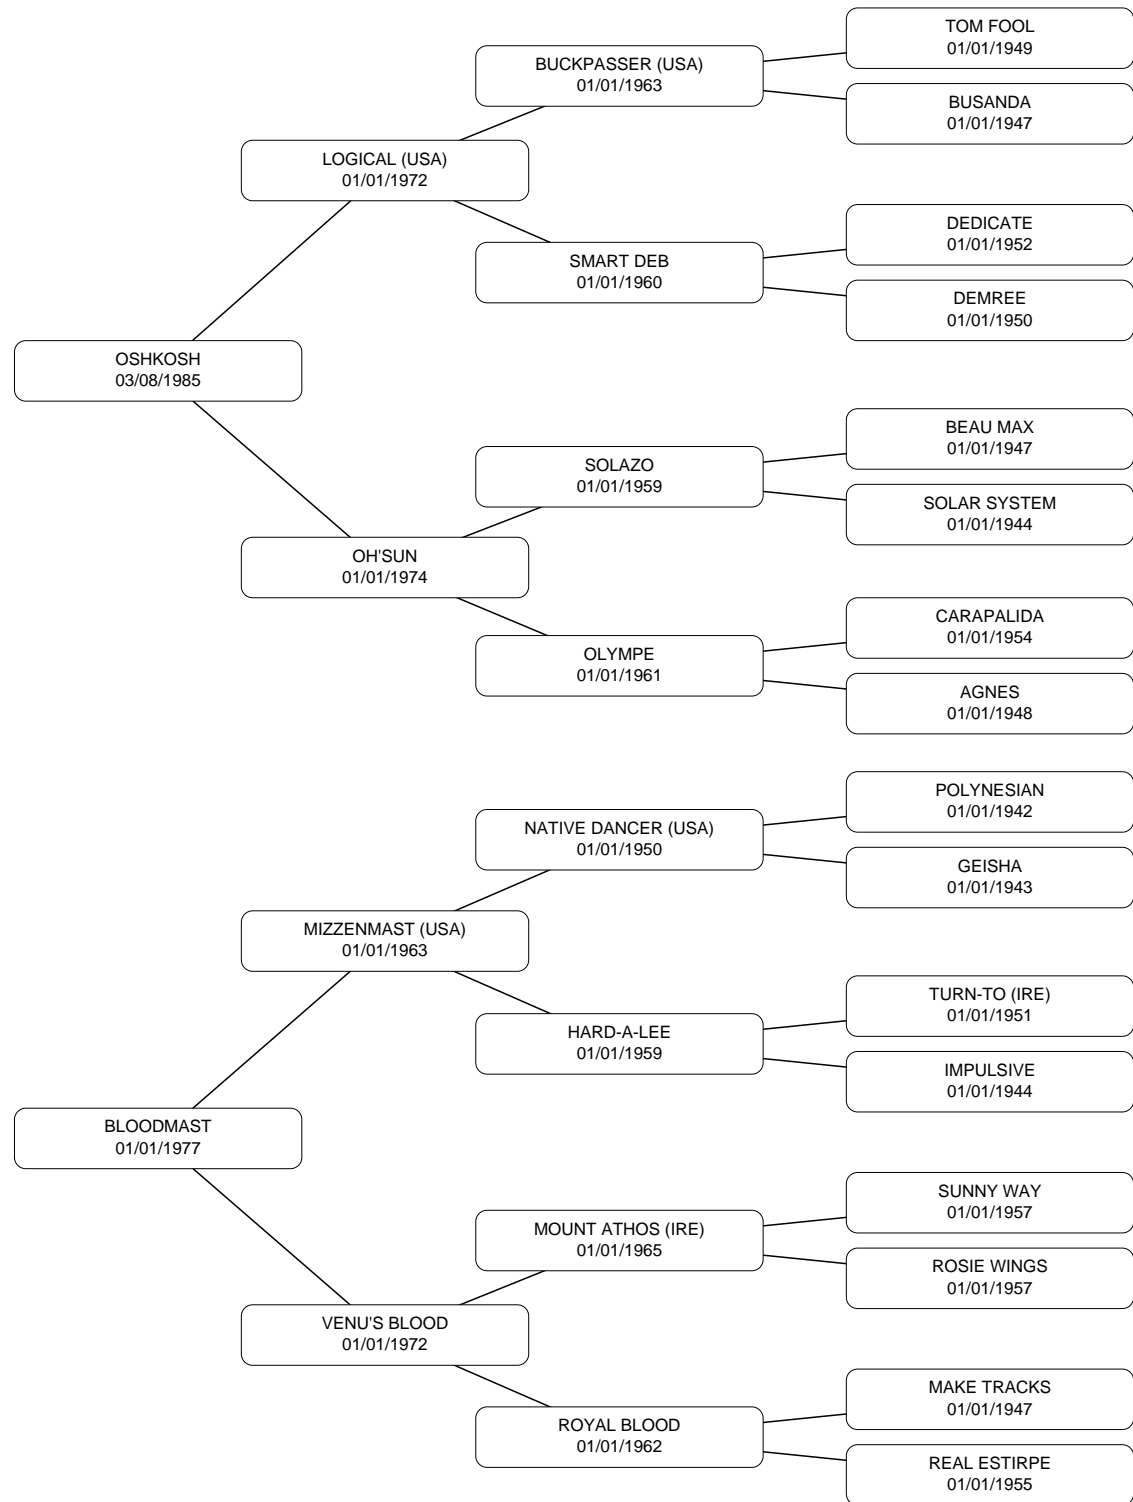 TOM FOOL
01/01/1949
BUCKPASSER (USA)
01/01/1963
BUSANDA
01/01/1947
LOGICAL (USA)
01/01/1972
DEDICATE
01/01/1952
SMART DEB
01/01/1960
DEMREE
01/01/1950
OSHKOSH
03/08/1985
BEAU MAX
01/01/1947
SOLAZO
01/01/1959
SOLAR SYSTEM
01/01/1944
OH'SUN
01/01/1974
CARAPALIDA
01/01/1954
OLYMPE
01/01/1961
AGNES
01/01/1948
POLYNESIAN
01/01/1942
NATIVE DANCER (USA)
01/01/1950
GEISHA
01/01/1943
MIZZENMAST (USA)
01/01/1963
TURN-TO (IRE)
01/01/1951
HARD-A-LEE
01/01/1959
IMPULSIVE
01/01/1944
BLOODMAST
01/01/1977
SUNNY WAY
01/01/1957
MOUNT ATHOS (IRE)
01/01/1965
ROSIE WINGS
01/01/1957
VENU'S BLOOD
01/01/1972
MAKE TRACKS
01/01/1947
ROYAL BLOOD
01/01/1962
REAL ESTIRPE
01/01/1955